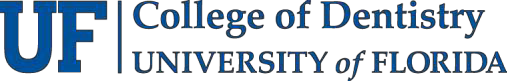 UF
College of Dentistry
UNIVERSITY of FLORIDA